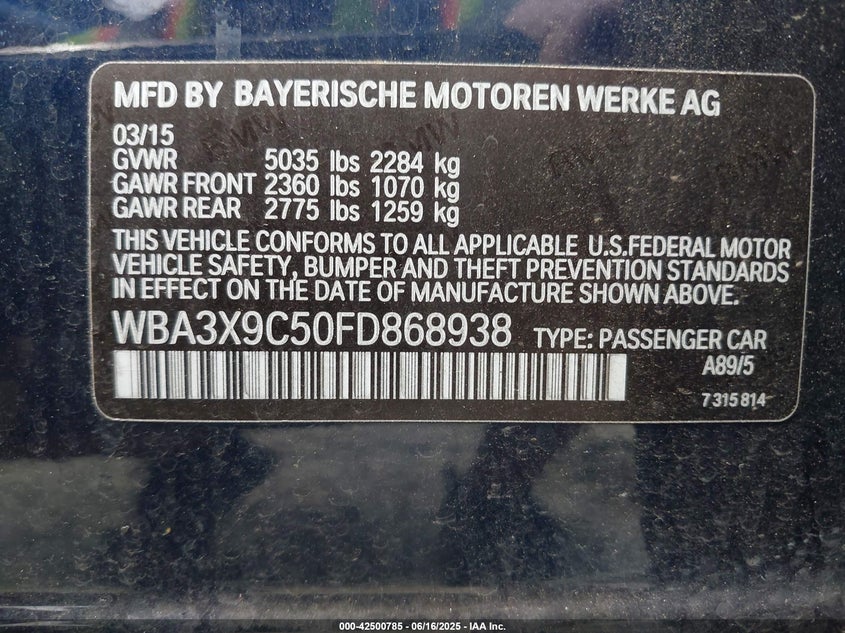 MFD BY BAYERISCHE MOTOREN WERKE AG
03/15
GVWR 5035 lbs 2284 kg
GAWR FRONT 2360 lbs 1070 kg
GAWR REAR 2775 lbs 1259 kg
THIS VEHICLE CONFORMS TO ALL APPLICABLE U.S.FEDERAL MOTOR
VEHICLE SAFETY, BUMPER AND THEFT PREVENTION STANDARDS
IN EFFECT ON THE DATE OF MANUFACTURE SHOWN ABOVE.
WBA3X9C50FD868938 TYPE: PASSENGER CAR
A89/5
7 315 814
000-42500785 - 06/16/2025 - IAA Inc.